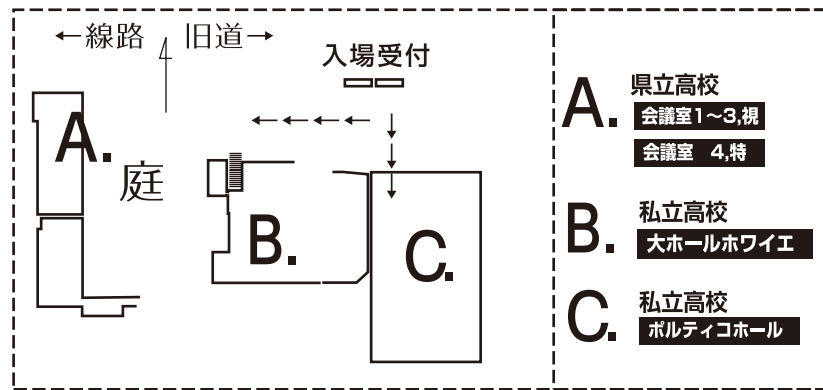 ←線路 旧道→
入場受付
A.
庭
B.
C.
A. 県立高校
会議室1～3,視
会議室 4,特
B. 私立高校
大ホールホワイエ
C. 私立高校
ポルティコホール